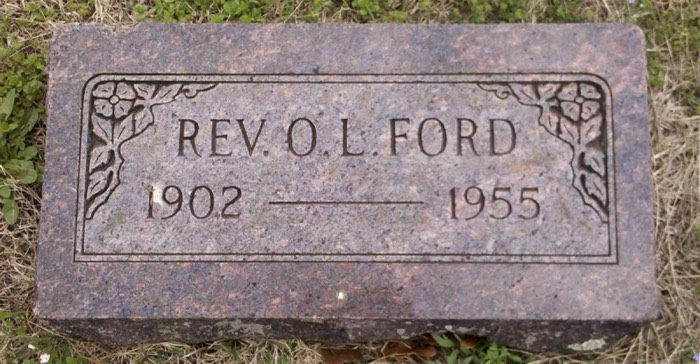 REV. O. L. FORD
1902 — 1955